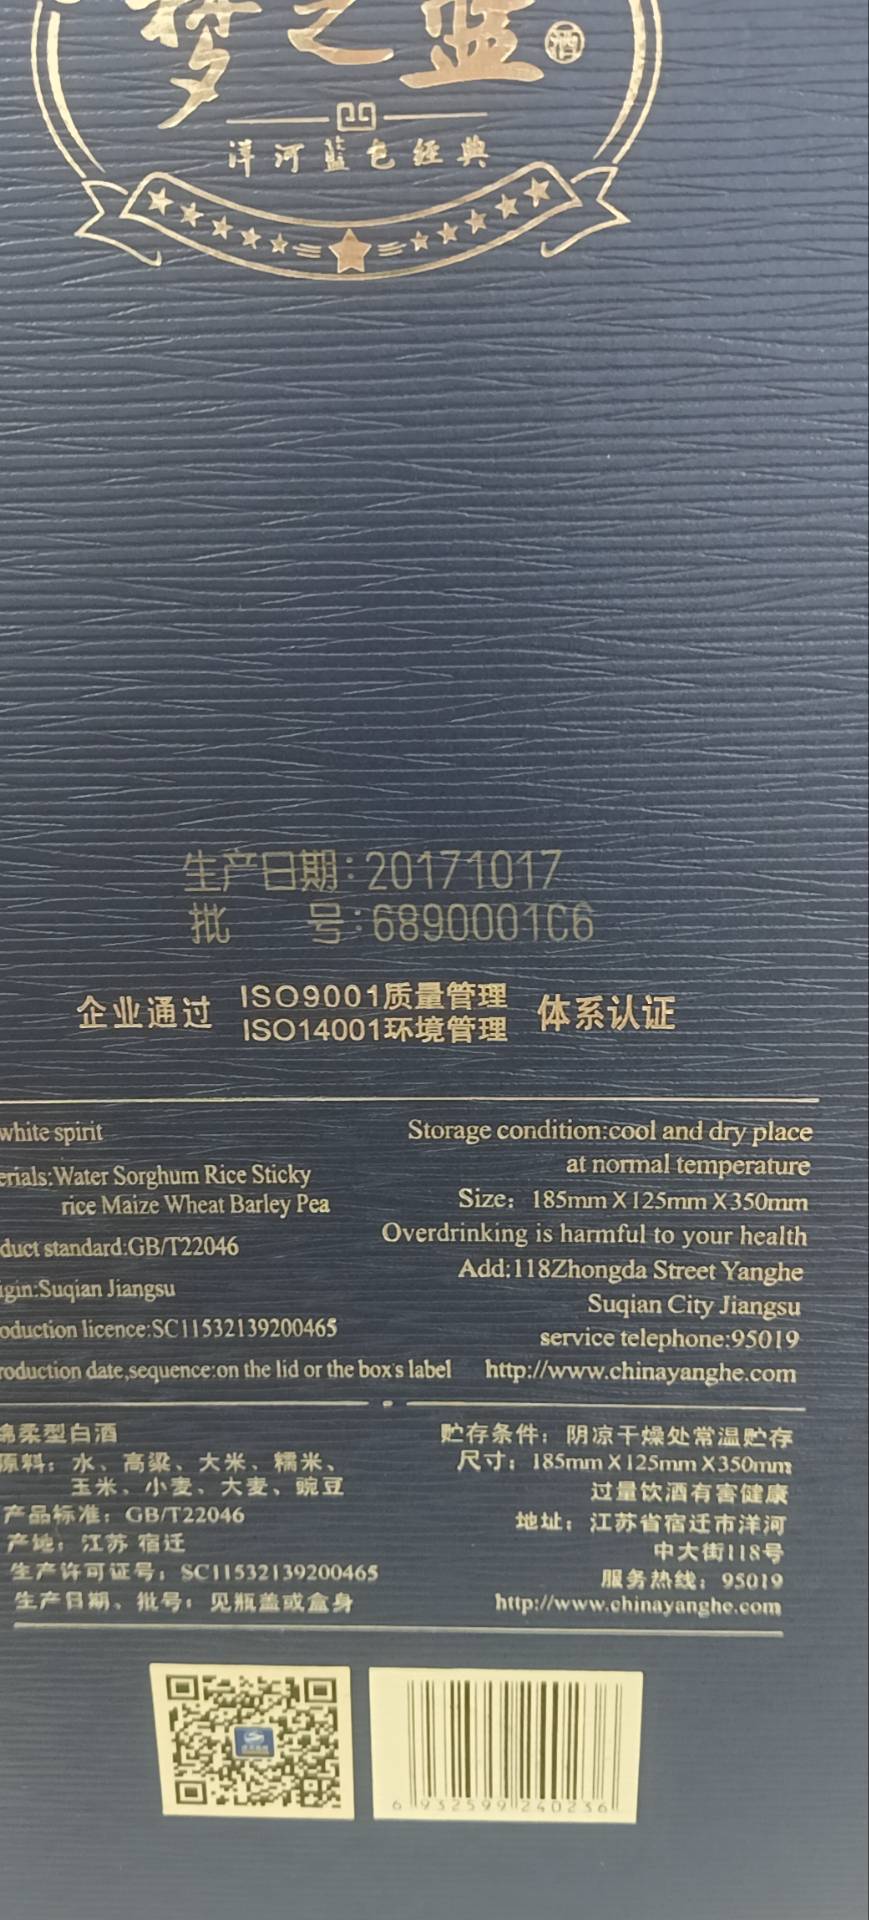 梦之蓝
酒
洋河蓝色经典
生产日期:20171017
批 号:6890001C6
企业通过 ISO9001质量管理 体系认证
ISO14001环境管理
white spirit
erials:Water Sorghum Rice Sticky
rice Maize Wheat Barley Pea
duct standard:GB/T22046
igin:Suqian Jiangsu
oduction licence:SC11532139200465
roduction date,sequence:on the lid or the box's label
Storage condition:cool and dry place
at normal temperature
Size: 185mm X 125mm X 350mm
Overdrinking is harmful to your health
Add:118Zhongda Street Yanghe
Suqian City Jiangsu
service telephone:95019
http://www.chinayanghe.com
绵柔型白酒
原料：水、高粱、大米、糯米、
玉米、小麦、大麦、豌豆
产品标准：GB/T22046
产地：江苏 宿迁
生产许可证号：SC11532139200465
生产日期、批号：见瓶盖或盒身
贮存条件：阴凉干燥处常温贮存
尺寸：185mm X 125mm X 350mm
过量饮酒有害健康
地址：江苏省宿迁市洋河
中大街118号
服务热线：95019
http://www.chinayanghe.com
6 932599 240236